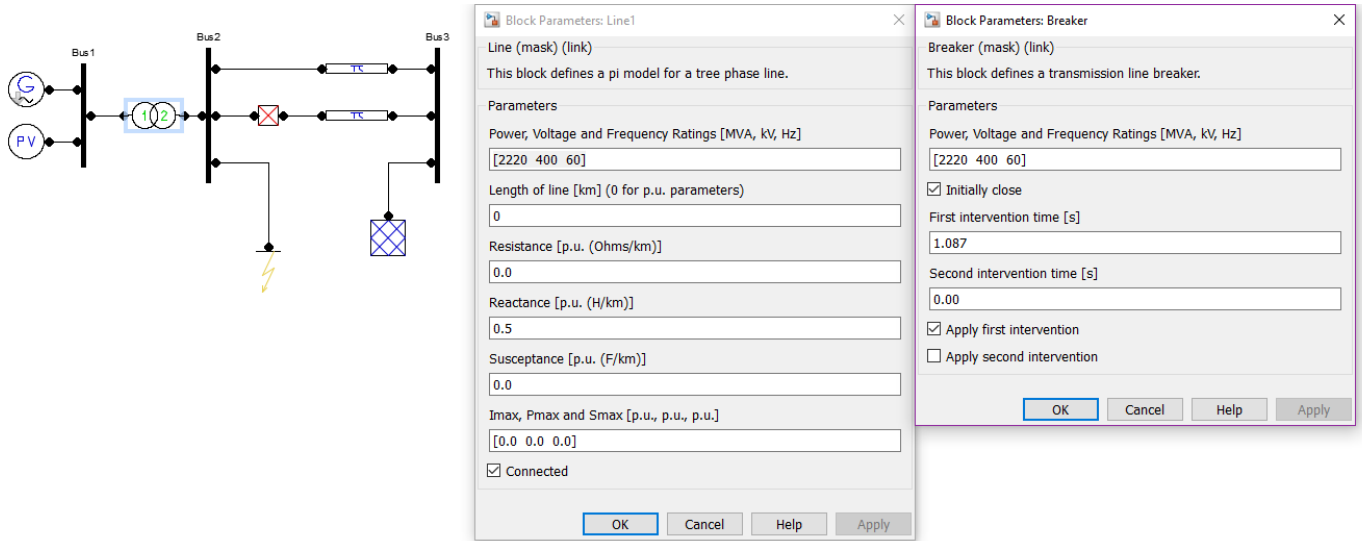 Bus1
Bus2
Bus3
G
PV
1 2
π
π
Block Parameters: Line1
Line (mask) (link)
This block defines a pi model for a tree phase line.
Parameters
Power, Voltage and Frequency Ratings [MVA, kV, Hz]
[2220 400 60]
Length of line [km] (0 for p.u. parameters)
0
Resistance [p.u. (Ohms/km)]
0.0
Reactance [p.u. (H/km)]
0.5
Susceptance [p.u. (F/km)]
0.0
Imax, Pmax and Smax [p.u., p.u., p.u.]
[0.0 0.0 0.0]
Connected
OK Cancel Help Apply
Block Parameters: Breaker
Breaker (mask) (link)
This block defines a transmission line breaker.
Parameters
Power, Voltage and Frequency Ratings [MVA, kV, Hz]
[2220 400 60]
Initially close
First intervention time [s]
1.087
Second intervention time [s]
0.00
Apply first intervention
Apply second intervention
OK Cancel Help Apply